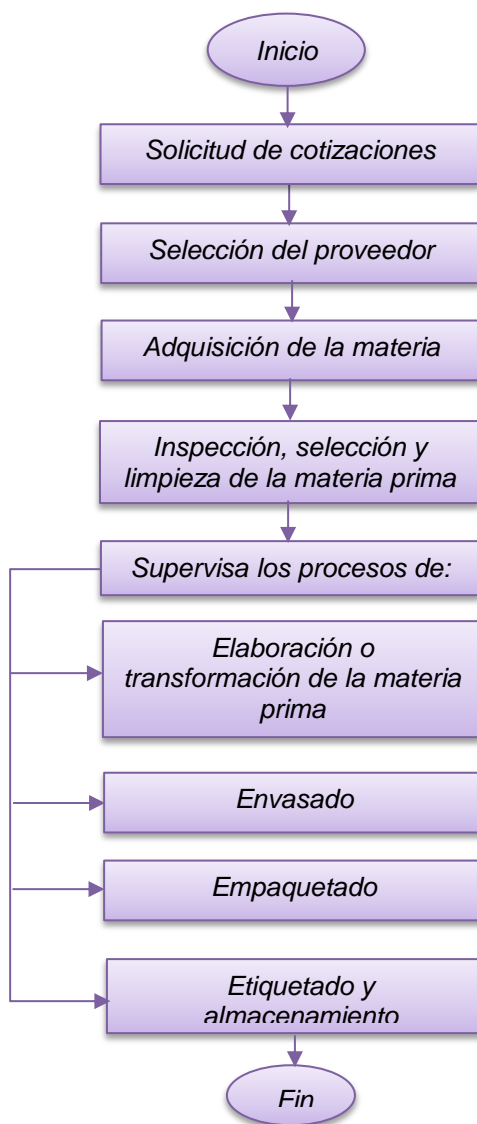 Inicio
Solicitud de cotizaciones
Selección del proveedor
Adquisición de la materia
Inspección, selección y
limpieza de la materia prima
Supervisa los procesos de:
Elaboración o
transformación de la materia
prima
Envasado
Empaquetado
Etiquetado y
almacenamiento
Fin